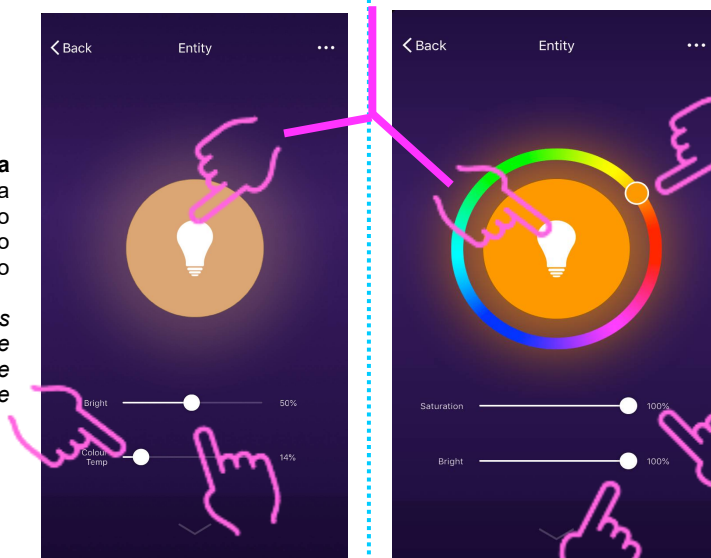 Back
Entity
a
a
o
o
o
s
e
e
e
Bright
50%
Colour
Temp
14%
Back
Entity
Saturation
100%
Bright
100%